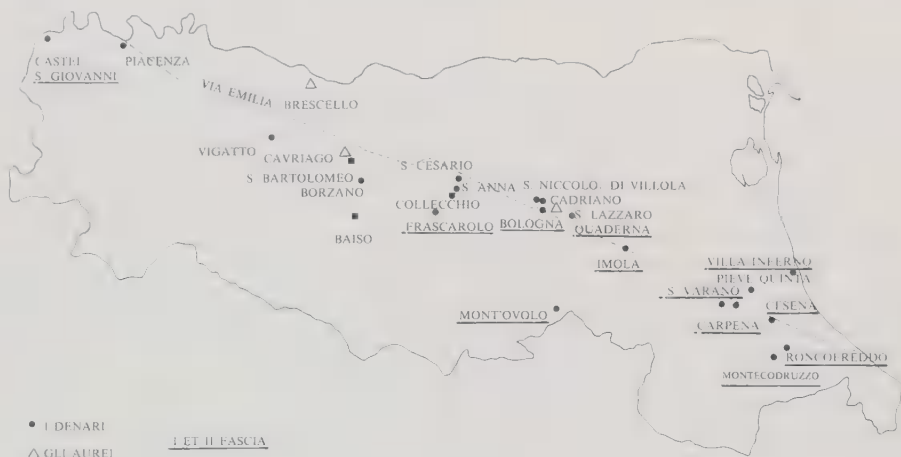 CASTEL
S. GIOVANNI
PIACENZA
VIA EMILIA
BRESCELLO
VIGATTO
CAVRIAGO
S BARTOLOMEO
BORZANO
BAISO
S CESARIO
S ANNA
COLLECCHIO
FRASCAROLO
S NICCOLO DI VILLOLA
CADRIANO
BOLOGNA
S LAZZARO
QUADERNA
IMOLA
MONT'OVOLO
VILLA INFERNO
PIEVE QUINTA
S VARANO
CESENA
CARPENA
RONCOFREDDO
MONTECODRUZZO
I DENARI
GLI AUREI
I ET II FASCIA